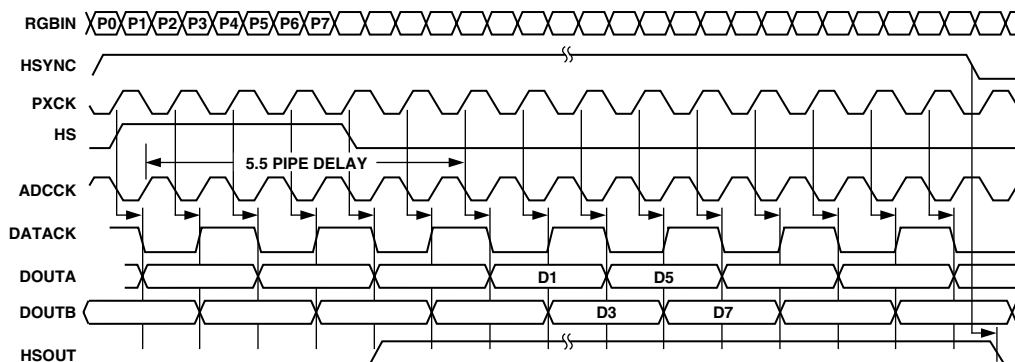 RGBIN P0 P1 P2 P3 P4 P5 P6 P7
HSYNC
PXCK
HS
5.5 PIPE DELAY
ADCCK
DATACK
DOUTA D1 D5
DOUTB D3 D7
HSOUT